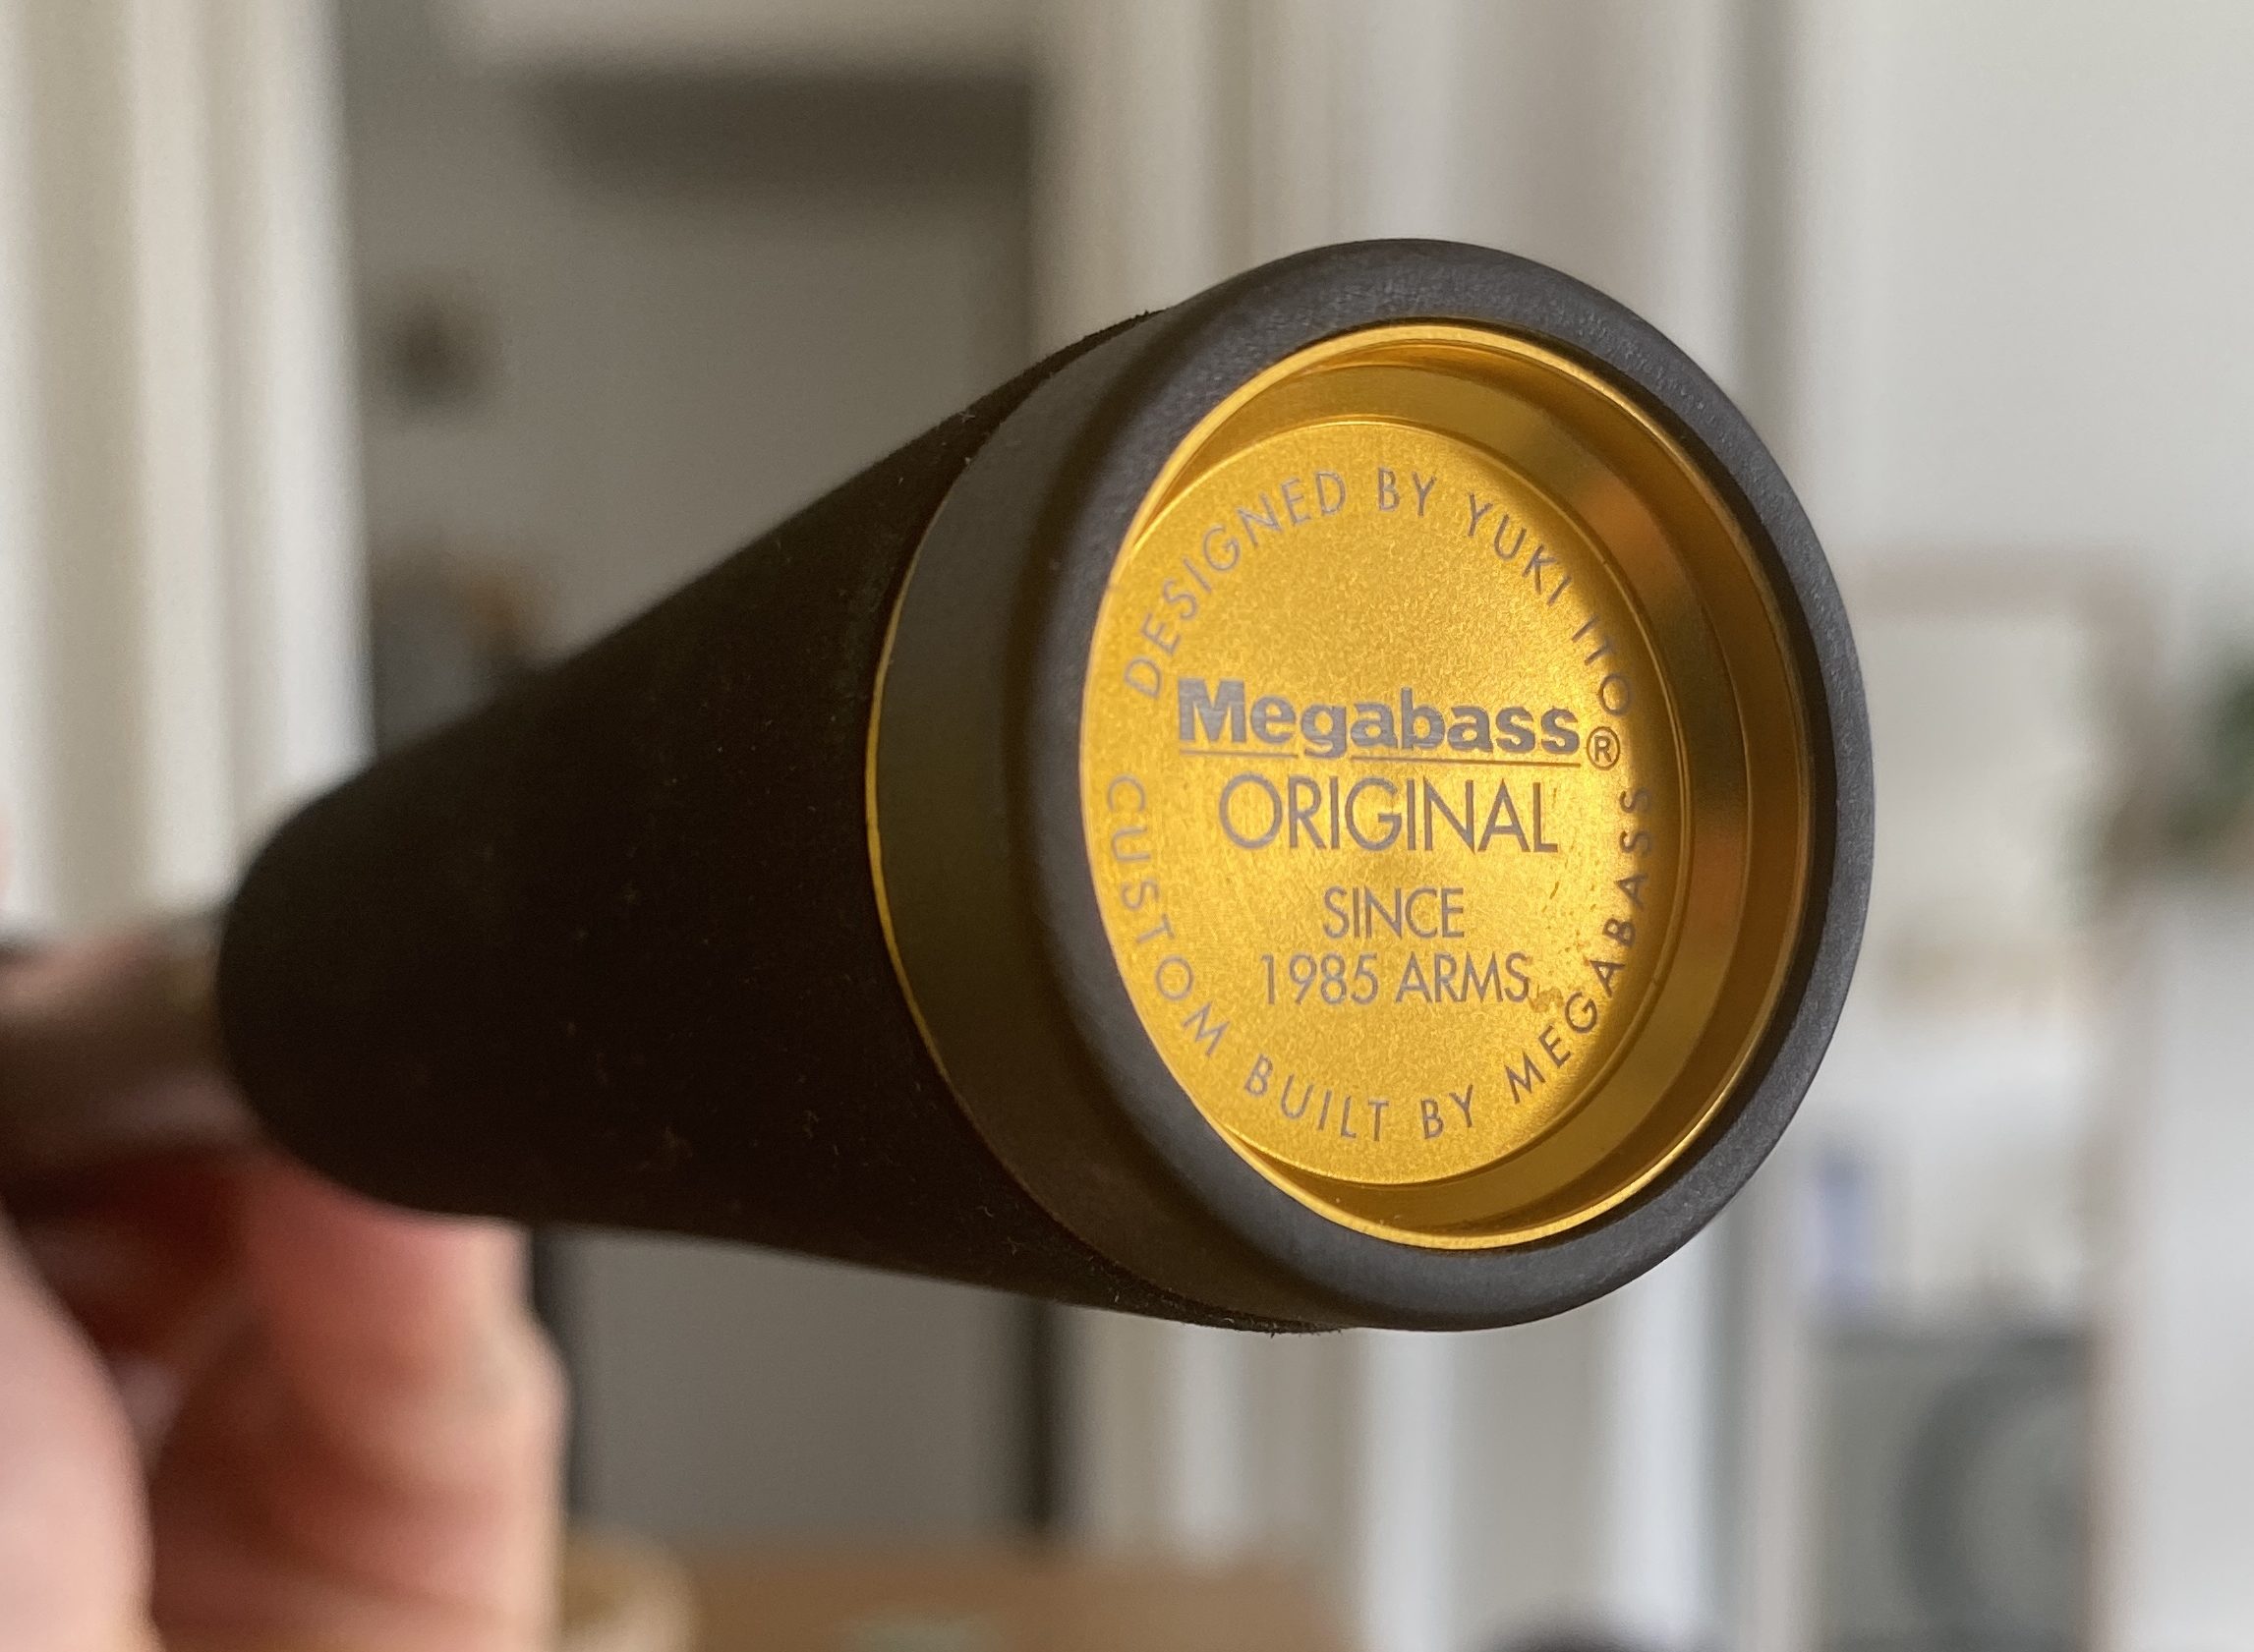 DESIGNED BY YUKI ITO
Megabass®
ORIGINAL
SINCE
1985 ARMS
CUSTOM BUILT BY MEGABASS